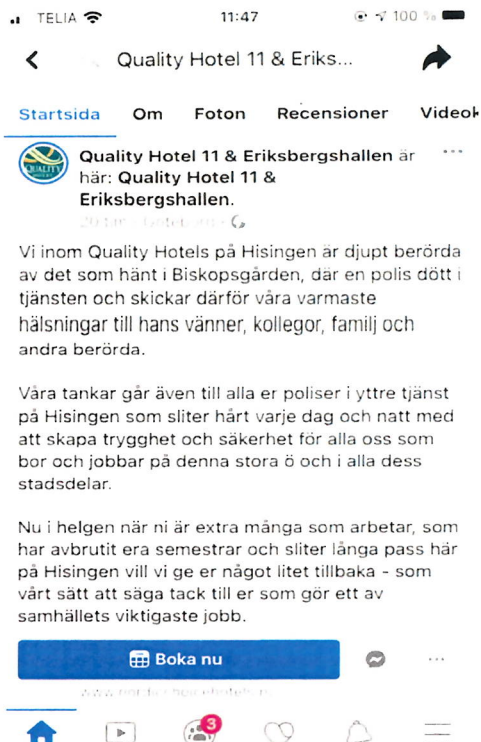 TELIA 11:47 100 %
Quality Hotel 11 & Eriks...
Startsida Om Foton Recensioner Videok
QUALITY
Quality Hotel 11 & Eriksbergshallen är
här: Quality Hotel 11 &
Eriksbergshallen.
Vi inom Quality Hotels på Hisingen är djupt berörda
av det som hänt i Biskopsgården, där en polis dött i
tjänsten och skickar därför våra varmaste
hälsningar till hans vänner, kollegor, familj och
andra berörda.
Våra tankar går även till alla er poliser i yttre tjänst
på Hisingen som sliter hårt varje dag och natt med
att skapa trygghet och säkerhet för alla oss som
bor och jobbar på denna stora ö och i alla dess
stadsdelar.
Nu i helgen när ni är extra många som arbetar, som
har avbrutit era semestrar och sliter långa pass här
på Hisingen vill vi ge er något litet tillbaka - som
vårt sätt att säga tack till er som gör ett av
samhällets viktigaste jobb.
Boka nu
3